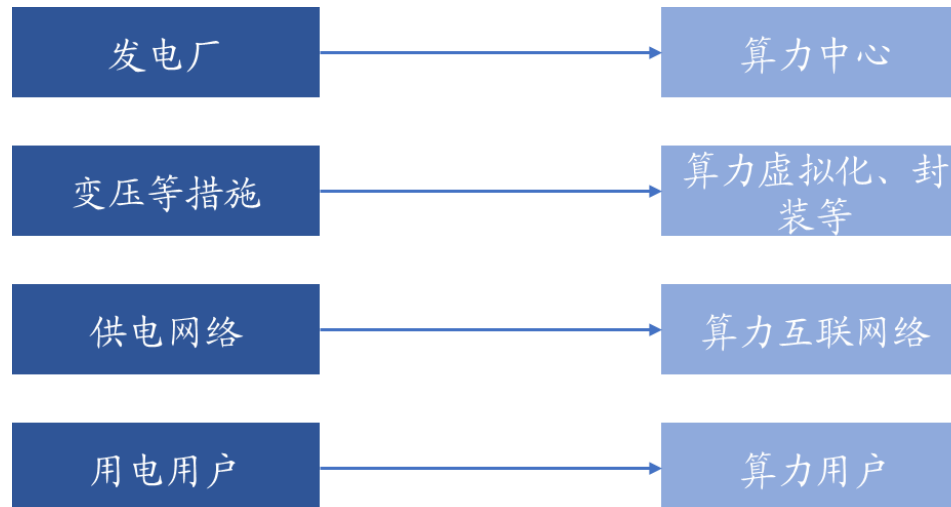 发电厂
算力中心
变压等措施
算力虚拟化、封
装等
供电网络
算力互联网络
用电用户
算力用户